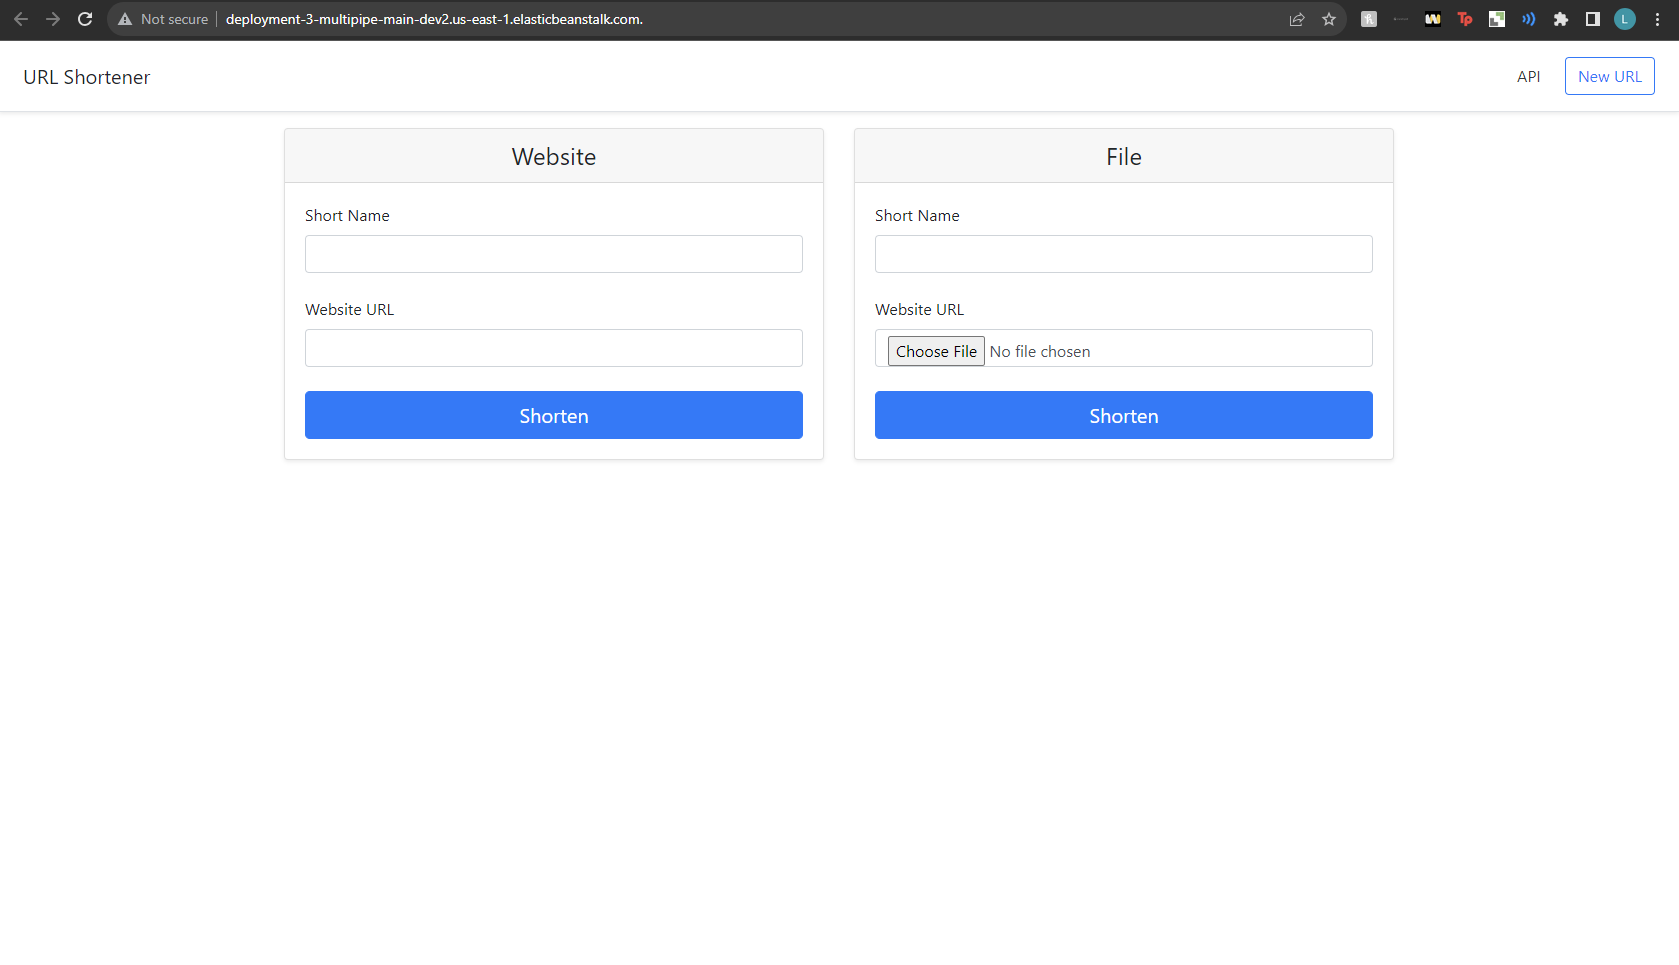 Not secure deployment-3-multipipe-main-dev2.us-east-1.elasticbeanstalk.com. Tp L
URL Shortener API New URL
Website
Short Name
Website URL
Shorten
File
Short Name
Website URL
Choose File No file chosen
Shorten